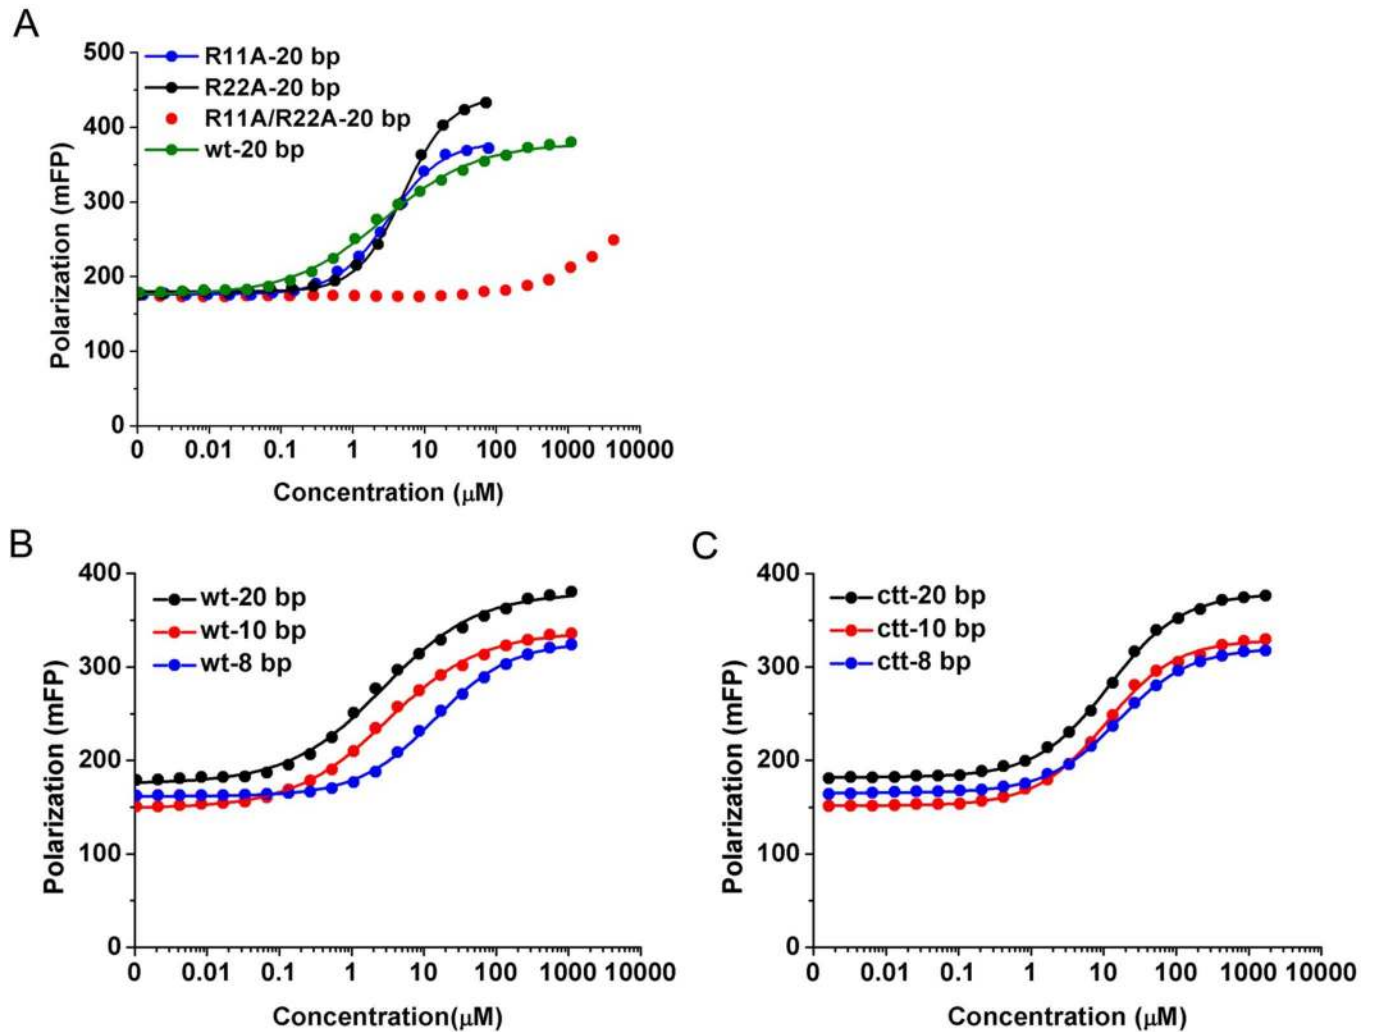 A
Polarization (mFP)
500
400
300
200
100
0
R11A-20 bp
R22A-20 bp
R11A/R22A-20 bp
wt-20 bp
0 0.01 0.1 1 10 100 1000 10000
Concentration (μM)
B
Polarization (mFP)
400
300
200
100
0
wt-20 bp
wt-10 bp
wt-8 bp
0 0.01 0.1 1 10 100 1000 10000
Concentration(μM)
C
Polarization (mFP)
400
300
200
100
0
ctt-20 bp
ctt-10 bp
ctt-8 bp
0 0.01 0.1 1 10 100 1000 10000
Concentration (μM)